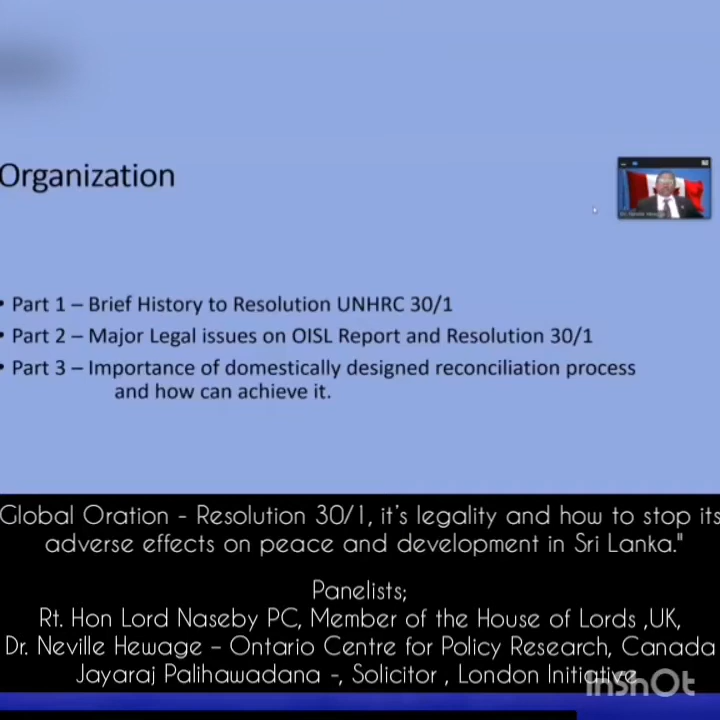 Organization
• Part 1 – Brief History to Resolution UNHRC 30/1
• Part 2 – Major Legal issues on OISL Report and Resolution 30/1
• Part 3 – Importance of domestically designed reconciliation process
and how can achieve it.
Global Oration - Resolution 30/1, it's legality and how to stop its
adverse effects on peace and development in Sri Lanka."
Panelists;
Rt. Hon Lord Naseby PC, Member of the House of Lords ,UK,
Dr. Neville Hewage – Ontario Centre for Policy Research, Canada
Jayaraj Palihawadana -, Solicitor , London Initiative
InShOt